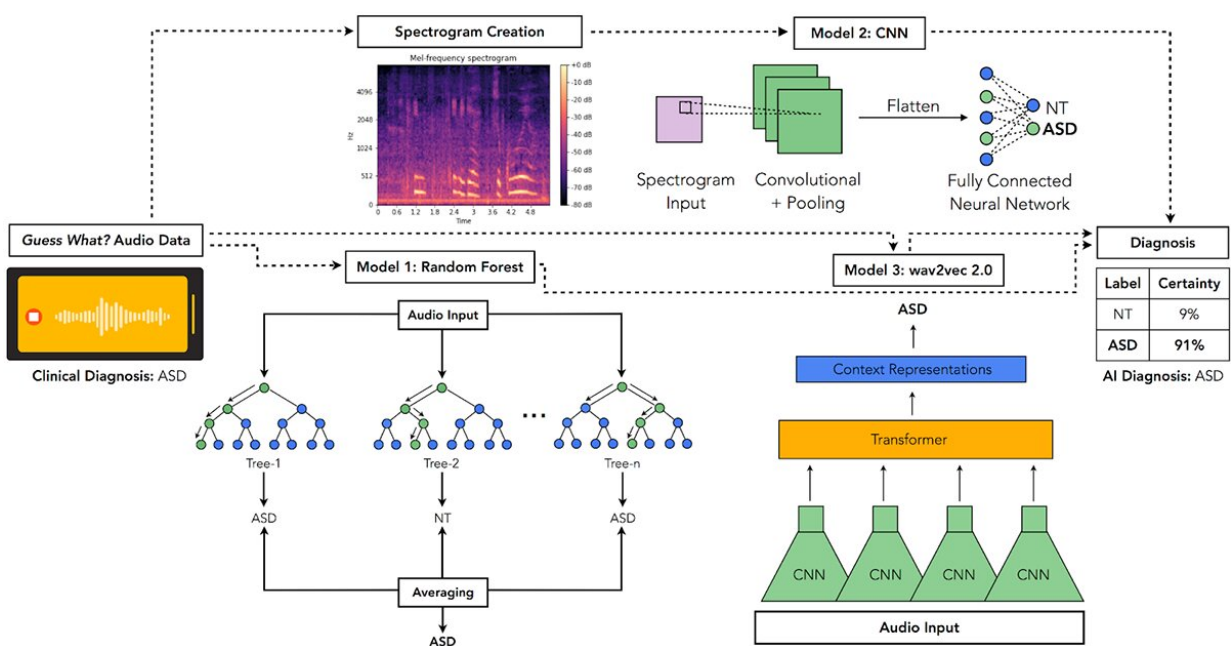 Spectrogram Creation
Model 2: CNN
Mel-frequency spectrogram
+0 dB
-10 dB
-20 dB
-30 dB
-40 dB
-50 dB
-60 dB
-70 dB
-80 dB
4096
2048
1024
512
0
Hz
0
0.6
1.2
1.8
2.4
3
3.6
4.2
4.8
Time
Flatten
NT
ASD
Spectrogram
Input
Convolutional
+ Pooling
Fully Connected
Neural Network
Guess What? Audio Data
Clinical Diagnosis: ASD
Model 1: Random Forest
Model 3: wav2vec 2.0
Diagnosis
Label Certainty
NT 9%
ASD 91%
AI Diagnosis: ASD
Audio Input
...
Tree-1
Tree-2
Tree-n
ASD
NT
ASD
Averaging
ASD
ASD
Context Representations
Transformer
CNN
CNN
CNN
CNN
Audio Input